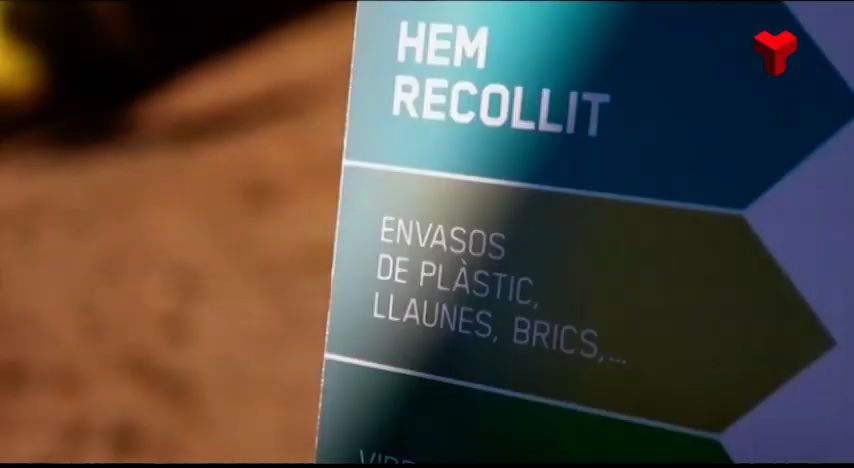 HEM
RECOLLIT
ENVASOS
DE PLÀSTIC,
LLAUNES, BRICS,...